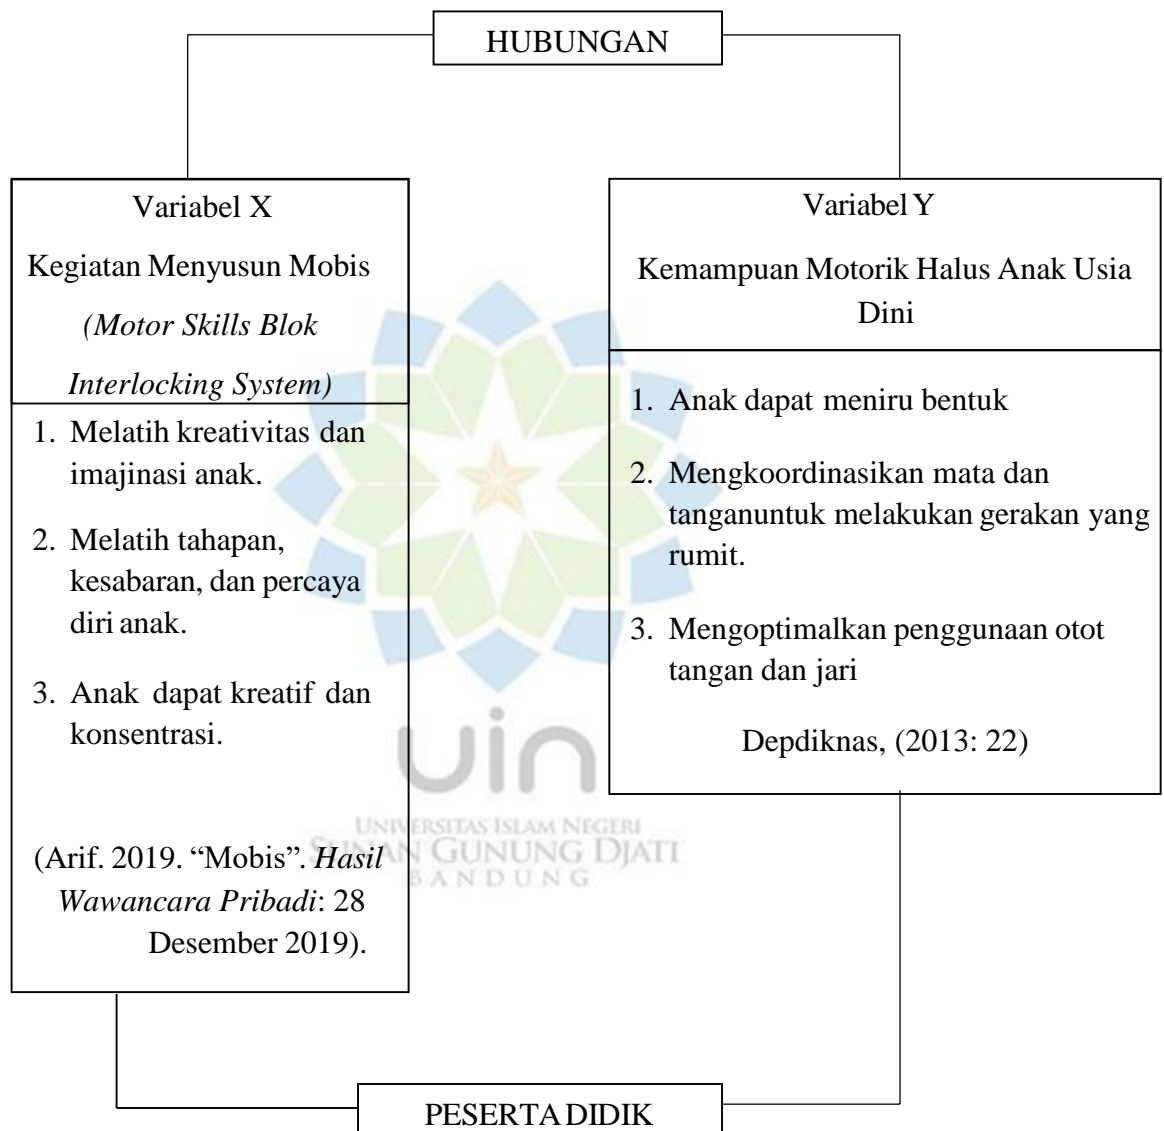 HUBUNGAN
Variabel X
Kegiatan Menyusun Mobis
(Motor Skills Blok
Interlocking System)
1. Melatih kreativitas dan
imajinasi anak.
2. Melatih tahapan,
kesabaran, dan percaya
diri anak.
3. Anak dapat kreatif dan
konsentrasi.
(Arif. 2019. “Mobis”. Hasil
Wawancara Pribadi: 28
Desember 2019).
Variabel Y
Kemampuan Motorik Halus Anak Usia
Dini
1. Anak dapat meniru bentuk
2. Mengkoordinasikan mata dan
tanganuntuk melakukan gerakan yang
rumit.
3. Mengoptimalkan penggunaan otot
tangan dan jari
Depdiknas, (2013: 22)
uin
UNIVERSITAS ISLAM NEGERI
SUNAN GUNUNG DJATI
BANDUNG
PESERTA DIDIK